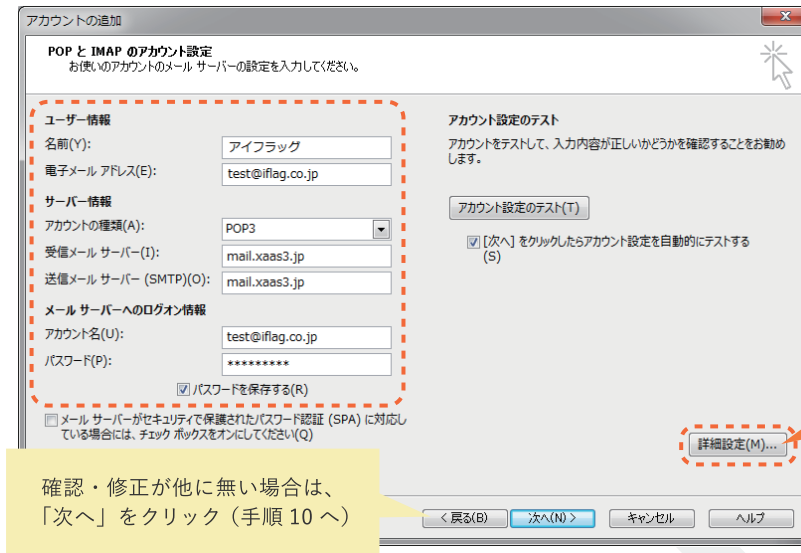 アカウントの追加
POP と IMAP のアカウント設定
お使いのアカウントのメール サーバーの設定を入力してください。
ユーザー情報
名前(Y):
アイフラッグ
電子メール アドレス(E):
test@iflag.co.jp
サーバー情報
アカウントの種類(A):
POP3
受信メール サーバー(I):
mail.xaas3.jp
送信メール サーバー (SMTP)(O):
mail.xaas3.jp
メール サーバーへのログオン情報
アカウント名(U):
test@iflag.co.jp
パスワード(P):
*********
パスワードを保存する(R)
メール サーバーがセキュリティで保護されたパスワード認証 (SPA) に対応し
ている場合には、チェック ボックスをオンにしてください(Q)
アカウント設定のテスト
アカウントをテストして、入力内容が正しいかどうかを確認することをお勧め
します。
アカウント設定のテスト(T)
[次へ] をクリックしたらアカウント設定を自動的にテストする
(S)
詳細設定(M)...
確認・修正が他に無い場合は、
「次へ」をクリック（手順 10 へ）
< 戻る(B)
次へ(N) >
キャンセル
ヘルプ